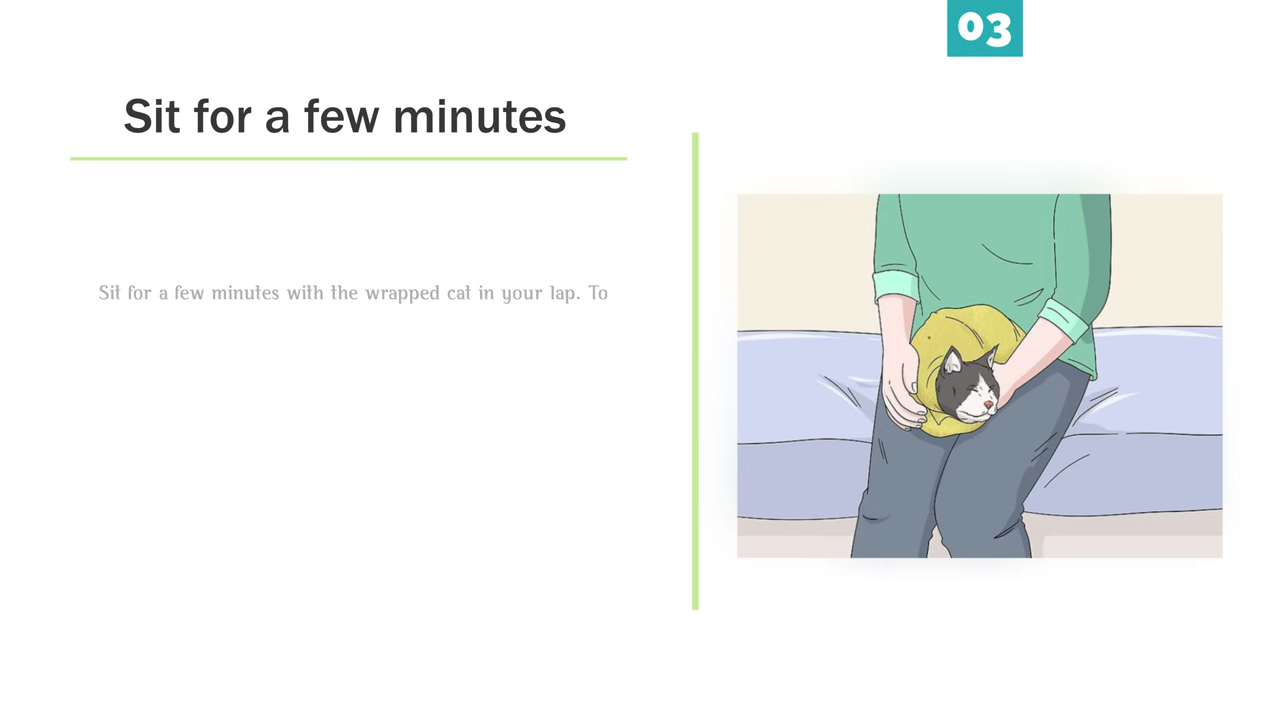 03
Sit for a few minutes
Sit for a few minutes with the wrapped cat in your lap. To